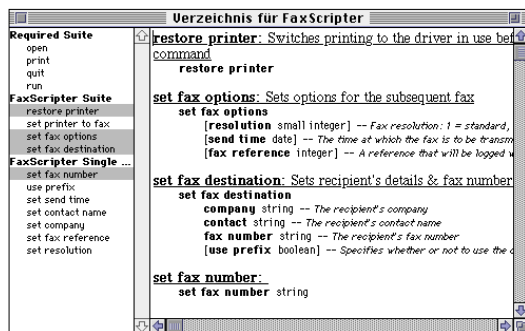 Verzeichnis für FaxScripter
Required Suite
open
print
quit
run
FaxScripter Suite
restore printer
set printer to fax
set fax options
set fax destination
FaxScripter Single ...
set fax number
use prefix
set send time
set contact name
set company
set fax reference
set resolution
restore printer: Switches printing to the driver in use bef
command
restore printer
set fax options: Sets options for the subsequent fax
set fax options
[resolution small integer] -- Fax resolution: 1 = standard,
[send time date] -- The time at which the fax is to be transm
[fax reference integer] -- A reference that will be logged w
set fax destination: Sets recipient's details & fax number
set fax destination
company string -- The recipient's company
contact string -- The recipient's contact name
fax number string -- The recipient's fax number
[use prefix boolean] -- Specifies whether or not to use the c
set fax number:
set fax number string